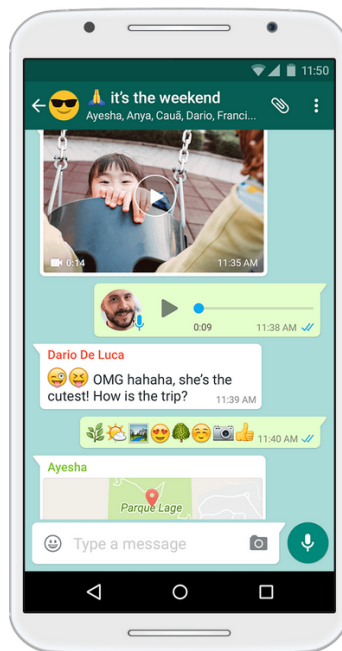 11:50
🙏 it's the weekend
Ayesha, Anya, Cauã, Dario, Franci...
0:14 11:35 AM
0:09 11:38 AM
Dario De Luca
😜😝 OMG hahaha, she's the
cutest! How is the trip? 11:39 AM
🌿🌤🏞😍🌳☺️📷👍 11:40 AM
Ayesha
Parque Lage
Type a message